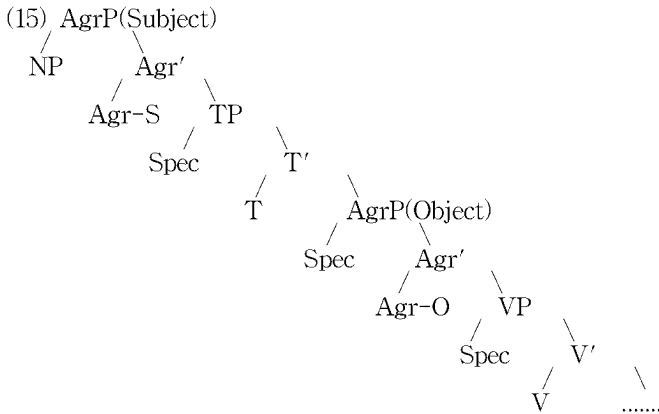 (15) AgrP(Subject)
NP Agr′
Agr-S TP
Spec T′
T AgrP(Object)
Spec Agr′
Agr-O VP
Spec V′
V .......